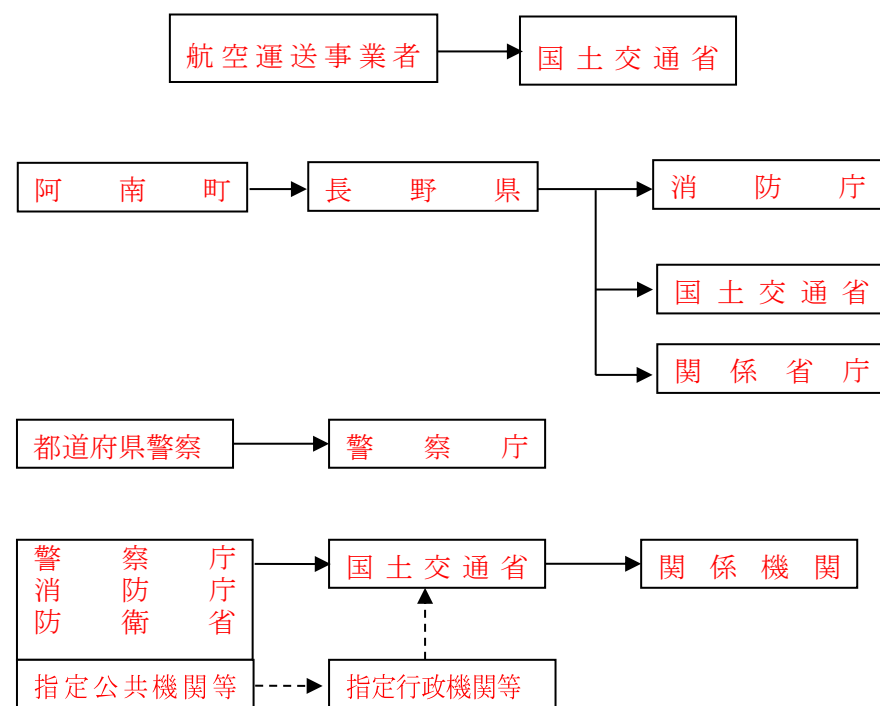 航空運送事業者
国土交通省
阿南町
長野県
消防庁
国土交通省
関係省庁
都道府県警察
警察庁
警察庁
消防庁
防衛省
国土交通省
関係機関
指定公共機関等
指定行政機関等